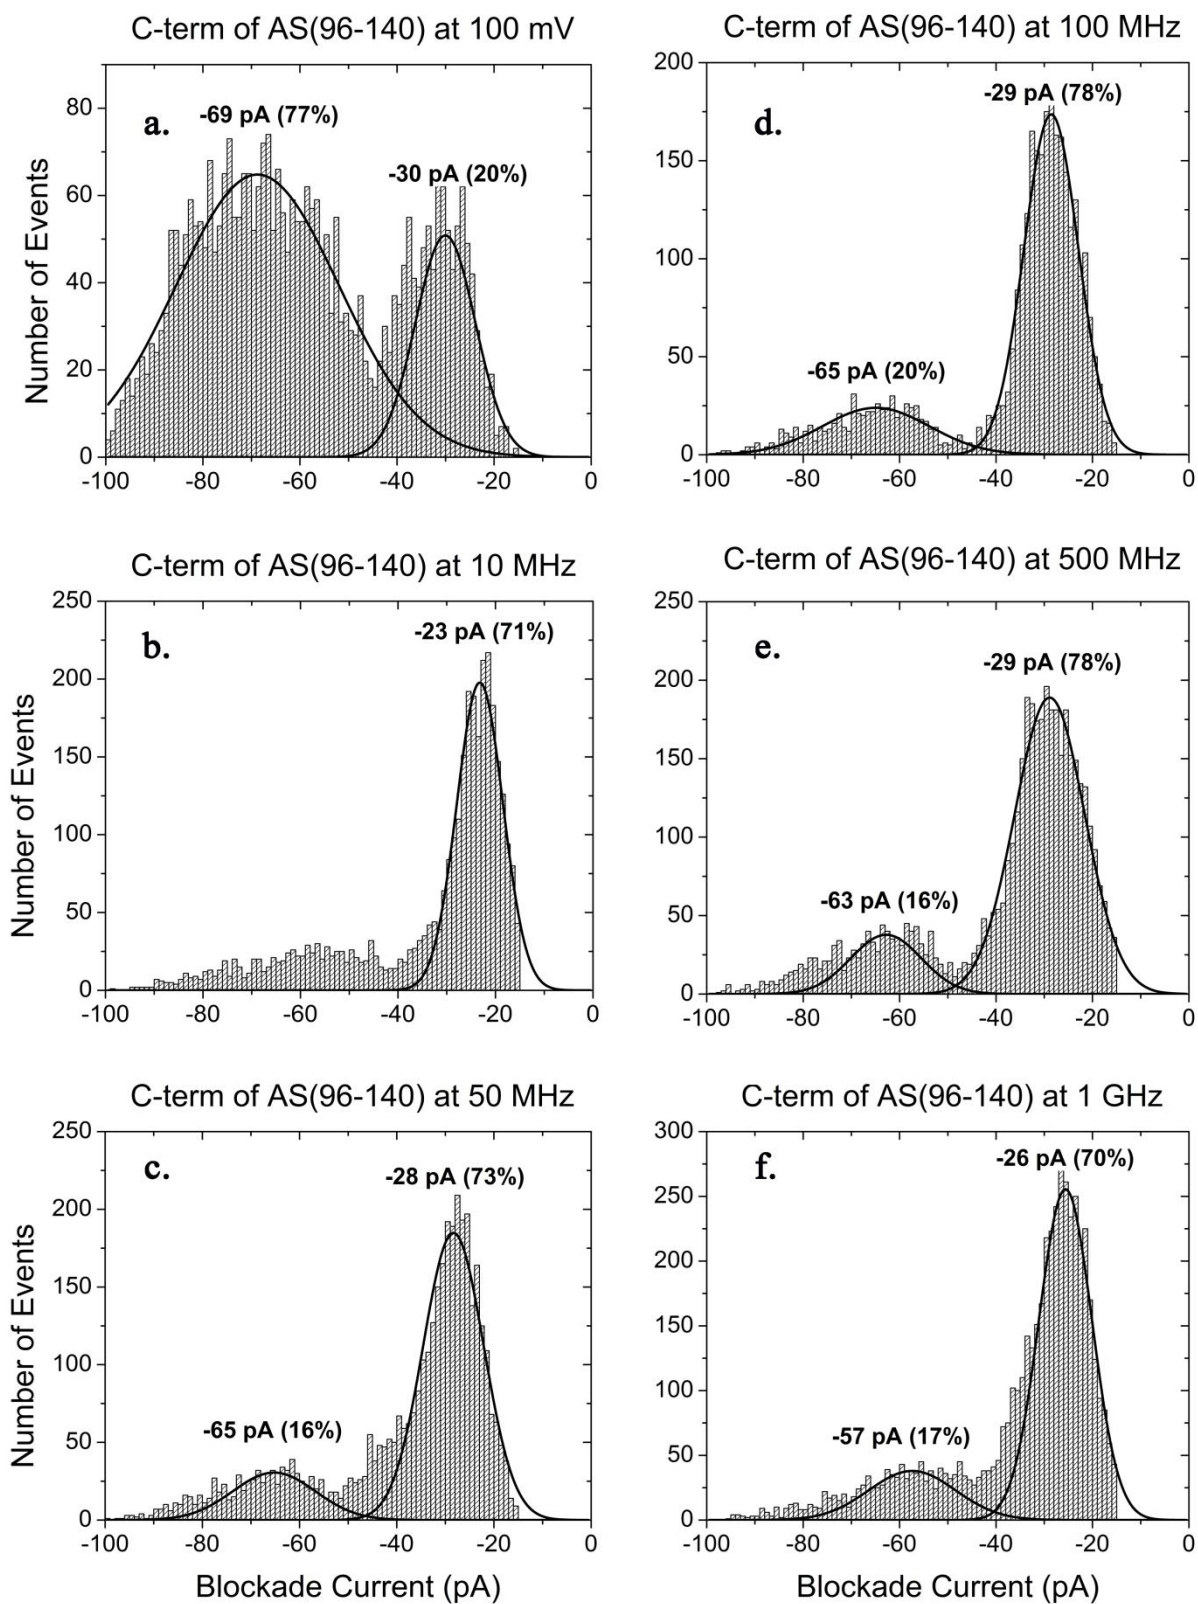 C-term of AS(96-140) at 100 mV
a.
-69 pA (77%)
-30 pA (20%)
Number of Events
80
60
40
20
0
-100 -80 -60 -40 -20 0
C-term of AS(96-140) at 100 MHz
d.
-29 pA (78%)
-65 pA (20%)
200
150
100
50
0
-100 -80 -60 -40 -20 0
C-term of AS(96-140) at 10 MHz
b.
-23 pA (71%)
Number of Events
250
200
150
100
50
0
-100 -80 -60 -40 -20 0
C-term of AS(96-140) at 500 MHz
e.
-29 pA (78%)
-63 pA (16%)
250
200
150
100
50
0
-100 -80 -60 -40 -20 0
C-term of AS(96-140) at 50 MHz
c.
-28 pA (73%)
-65 pA (16%)
Number of Events
250
200
150
100
50
0
-100 -80 -60 -40 -20 0
Blockade Current (pA)
C-term of AS(96-140) at 1 GHz
f.
-26 pA (70%)
-57 pA (17%)
300
250
200
150
100
50
0
-100 -80 -60 -40 -20 0
Blockade Current (pA)